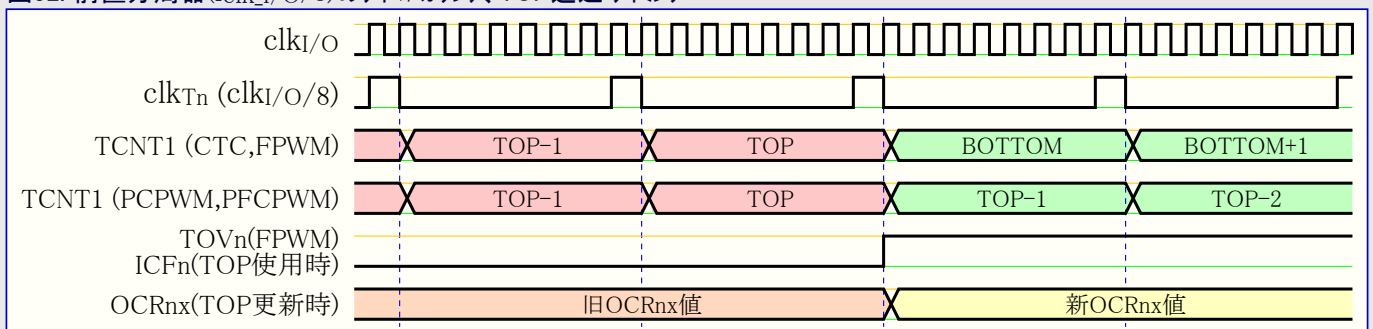 clkI/O
clkTn (clkI/O/8)
TCNT1 (CTC,FPWM) TOP-1 TOP BOTTOM BOTTOM+1
TCNT1 (PCPWM,PFCPWM) TOP-1 TOP TOP-1 TOP-2
TOVn(FPWM)
ICFn(TOP使用時)
OCRnx(TOP更新時) 旧OCRnx値 新OCRnx値